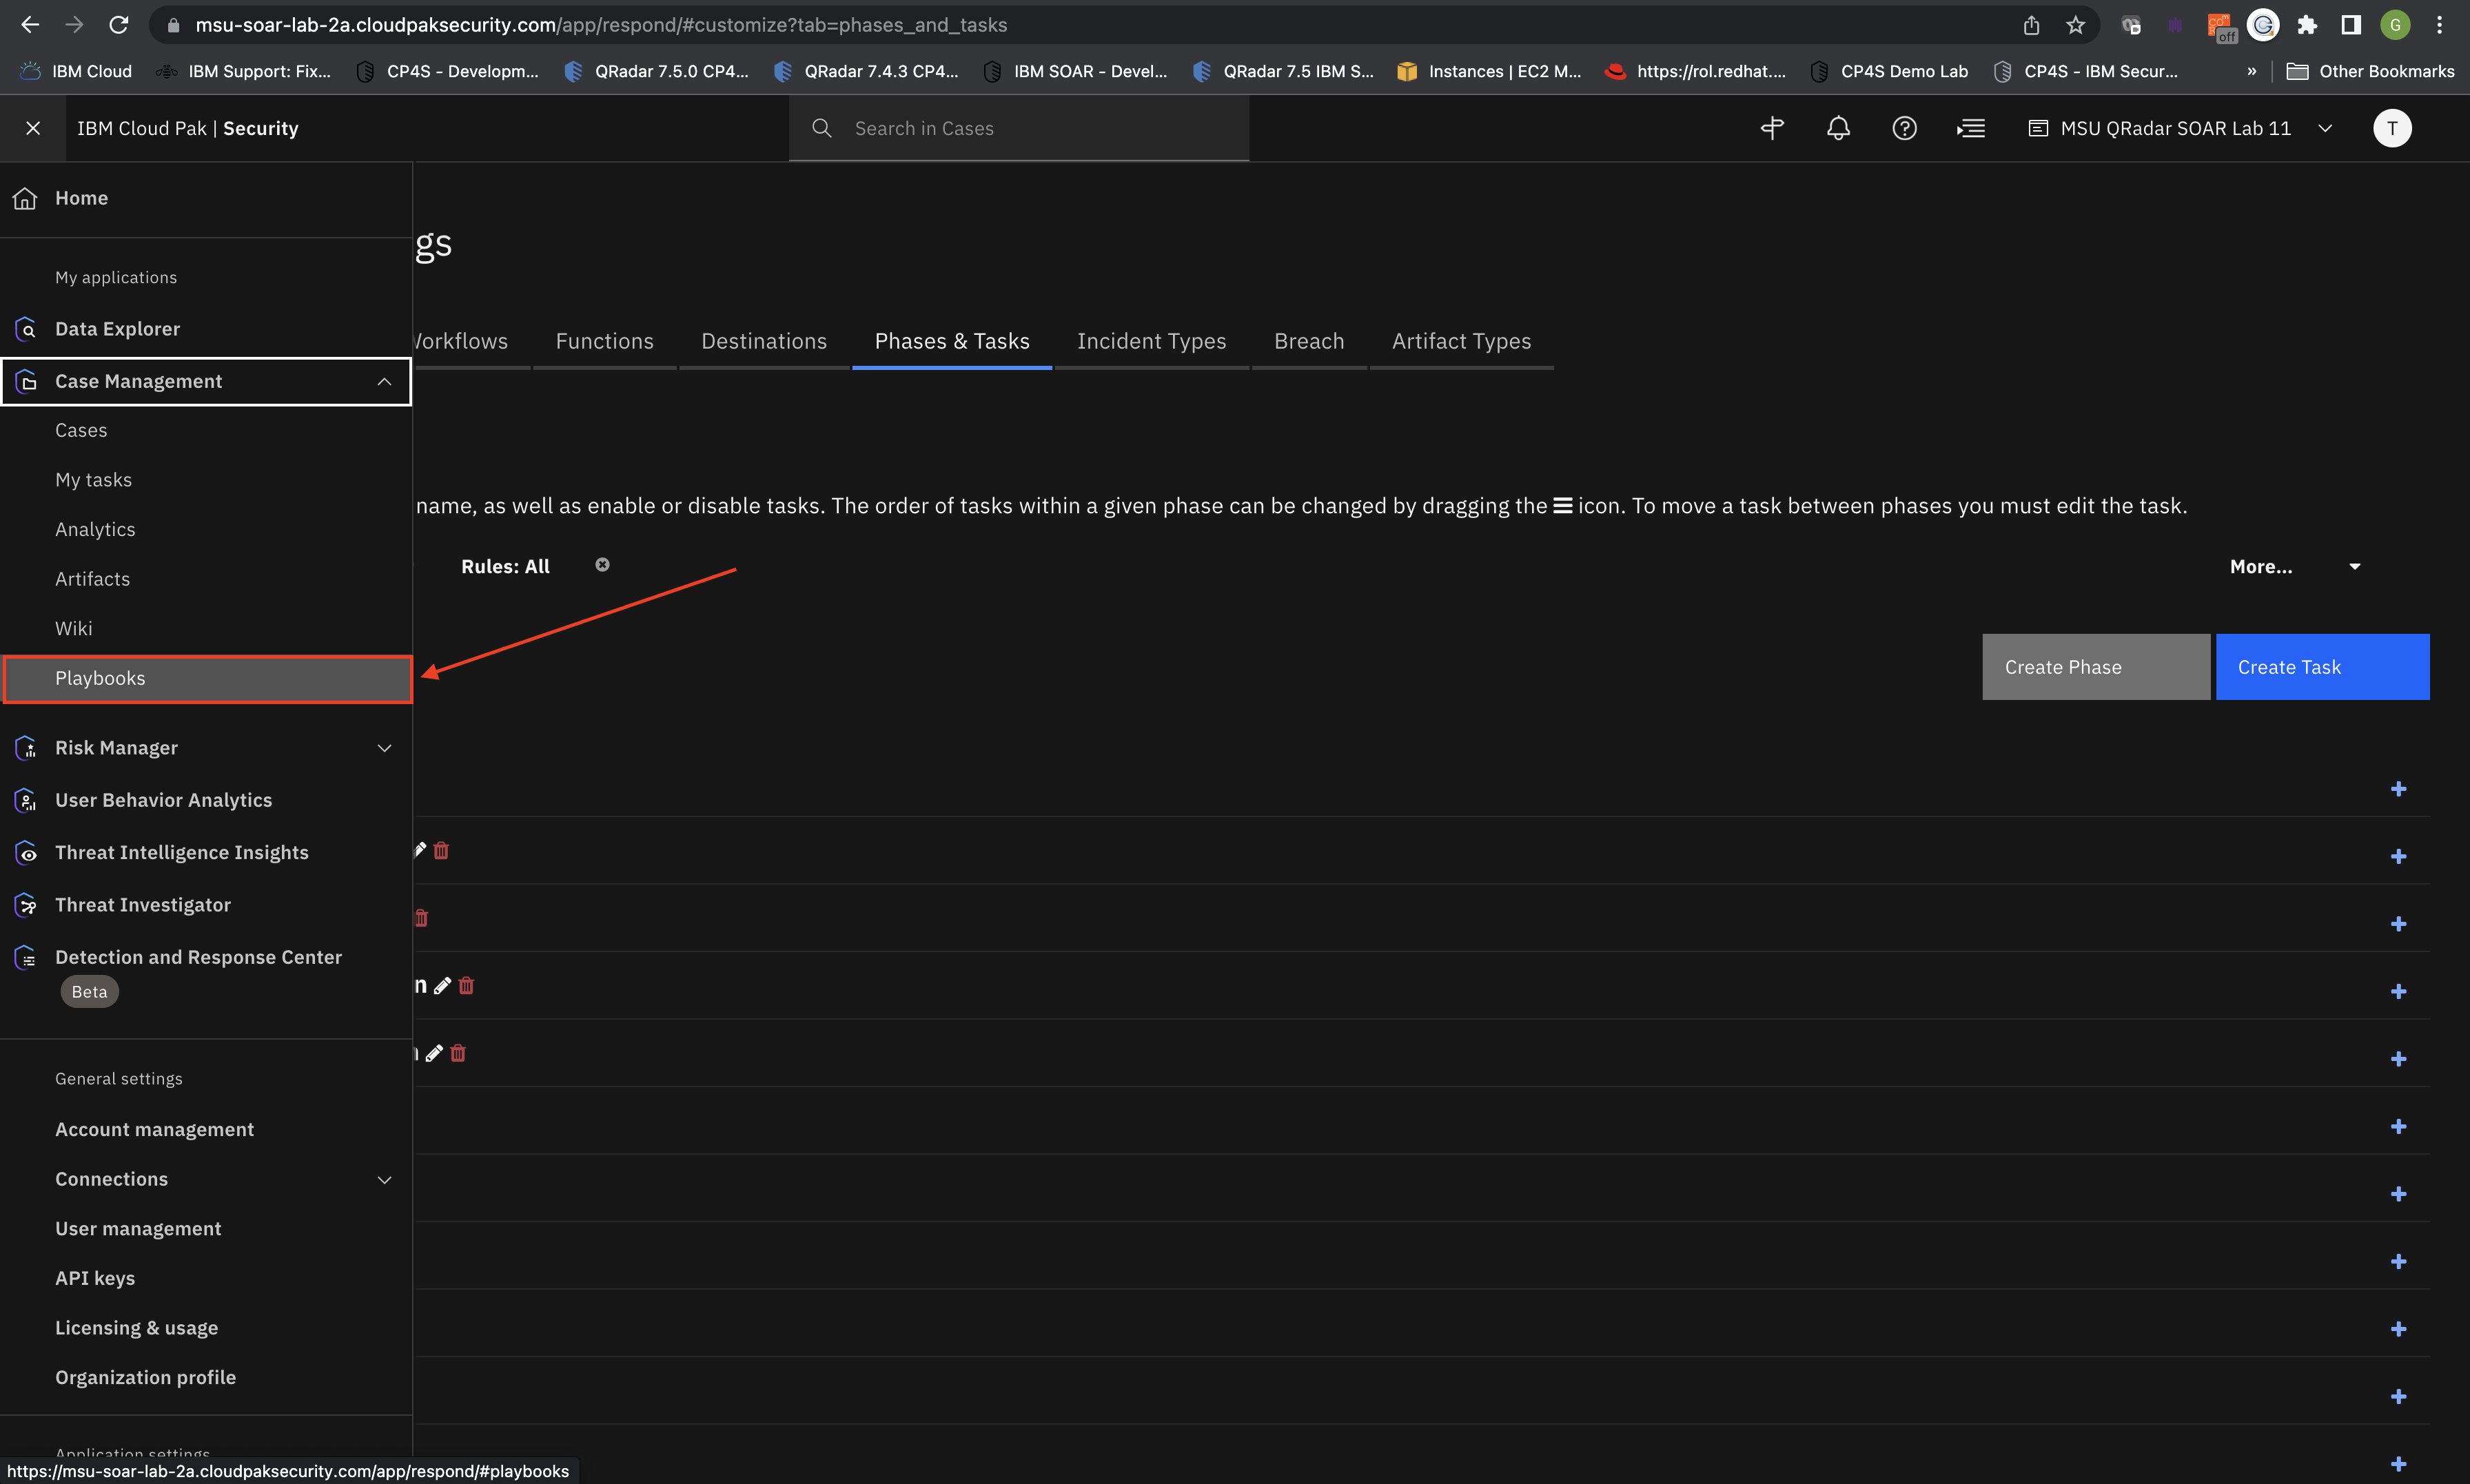 msu-soar-lab-2a.cloudpaksecurity.com/app/respond/#customize?tab=phases_and_tasks
off
G
IBM Cloud
IBM Support: Fix...
CP4S - Developm...
QRadar 7.5.0 CP4...
QRadar 7.4.3 CP4...
IBM SOAR - Devel...
QRadar 7.5 IBM S...
Instances | EC2 M...
https://rol.redhat....
CP4S Demo Lab
CP4S - IBM Secur...
»
Other Bookmarks
IBM Cloud Pak | Security
Search in Cases
MSU QRadar SOAR Lab 11
T
Home
My applications
Data Explorer
Case Management
Cases
My tasks
Analytics
Artifacts
Wiki
Playbooks
Risk Manager
User Behavior Analytics
Threat Intelligence Insights
Threat Investigator
Detection and Response Center
Beta
General settings
Account management
Connections
User management
API keys
Licensing & usage
Organization profile
Application settings
https://msu-soar-lab-2a.cloudpaksecurity.com/app/respond/#playbooks
gs
Workflows
Functions
Destinations
Phases & Tasks
Incident Types
Breach
Artifact Types
name, as well as enable or disable tasks. The order of tasks within a given phase can be changed by dragging the ☰ icon. To move a task between phases you must edit the task.
Rules: All
More...
Create Phase
Create Task
n